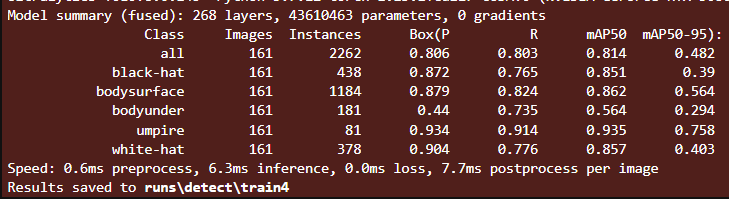 Model summary (fused): 268 layers, 43610463 parameters, 0 gradients
Class Images Instances Box(P R mAP50 mAP50-95):
all 161 2262 0.806 0.803 0.814 0.482
black-hat 161 438 0.872 0.765 0.851 0.39
bodysurface 161 1184 0.879 0.824 0.862 0.564
bodyunder 161 181 0.44 0.735 0.564 0.294
umpire 161 81 0.934 0.914 0.935 0.758
white-hat 161 378 0.904 0.776 0.857 0.403
Speed: 0.6ms preprocess, 6.3ms inference, 0.0ms loss, 7.7ms postprocess per image
Results saved to runs\detect\train4